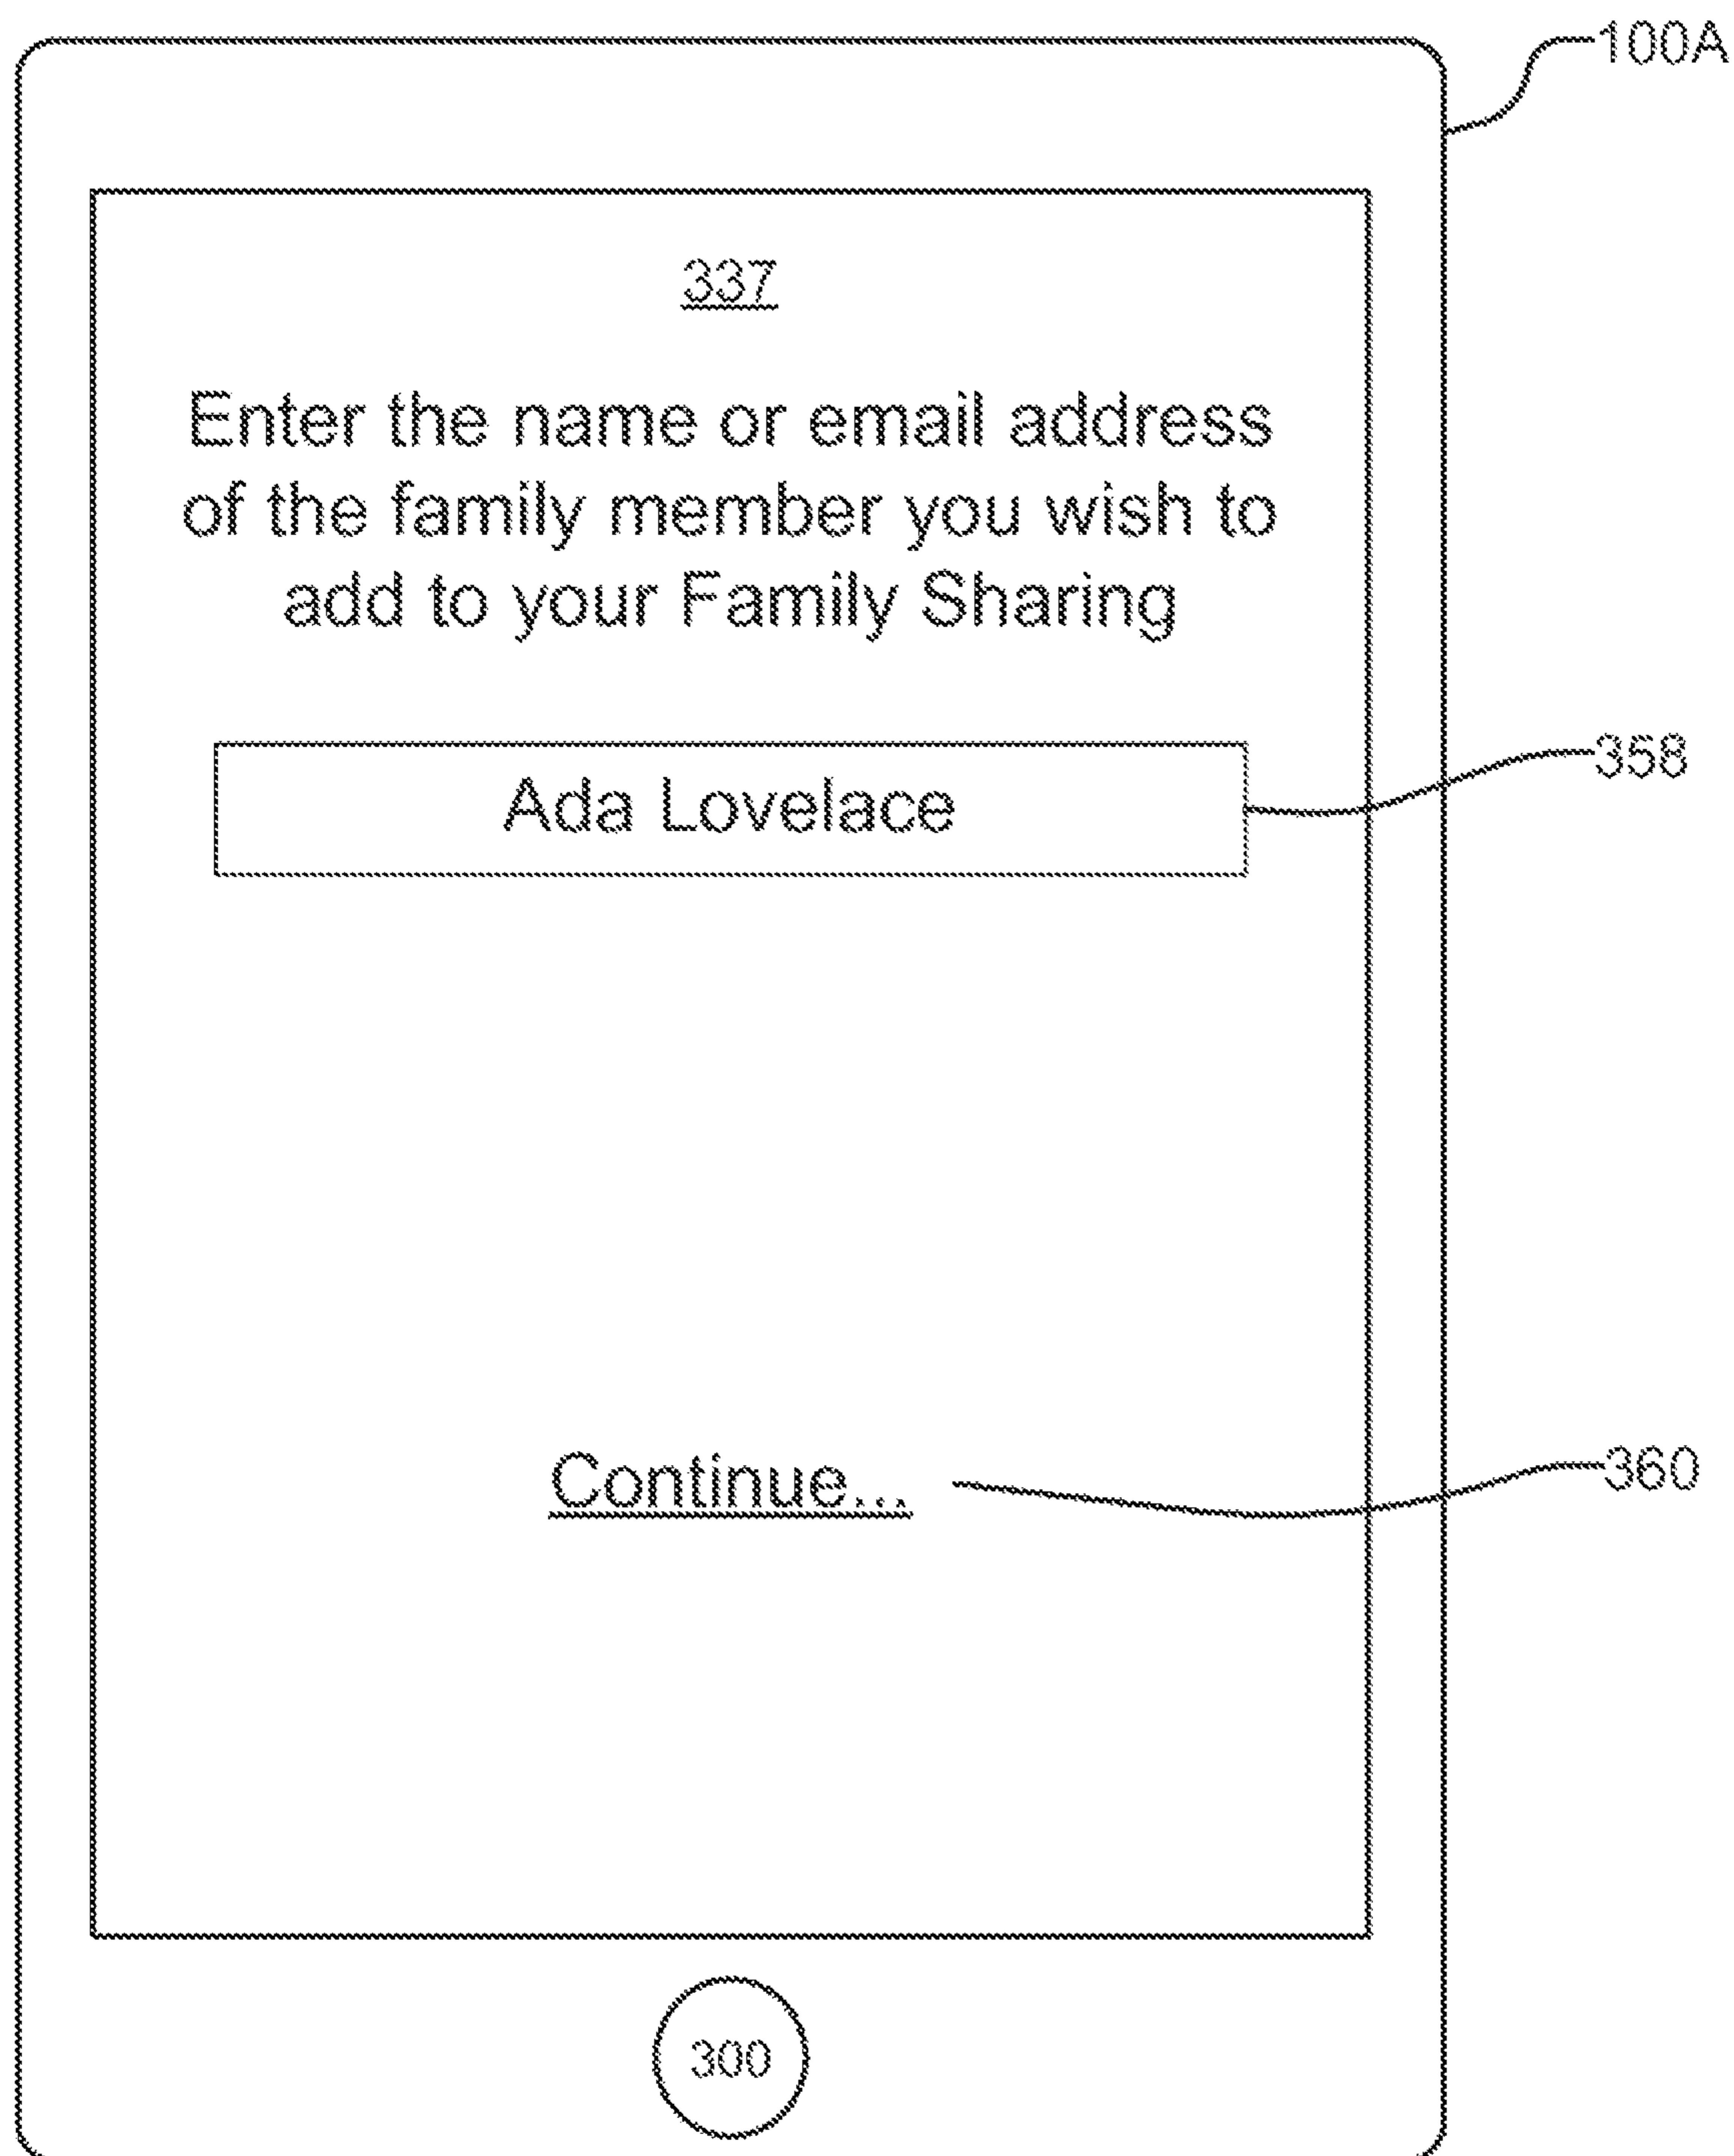 100A
337
Enter the name or email address
of the family member you wish to
add to your Family Sharing
Ada Lovelace
358
Continue...
360
300